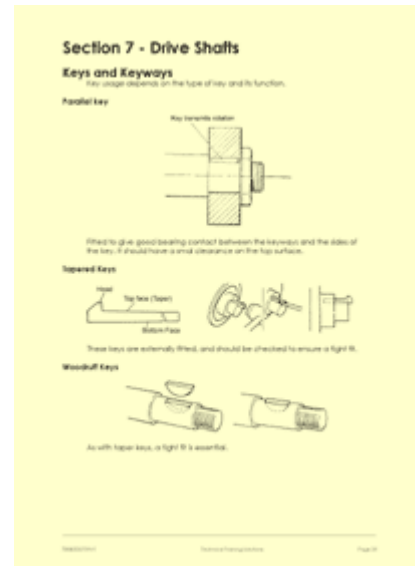 Section 7 - Drive Shafts
Keys and Keyways
Key usage depends on the type of key and its function.
Parallel key
Key transmits rotation
Fitted to give good bearing contact between the keyways and the sides of
the key. It should have a small clearance on the top surface.
Tapered Keys
Head
Top face (Taper)
Bottom Face
These keys are externally fitted, and should be checked to ensure a tight fit.
Woodruff Keys
As with taper keys, a tight fit is essential.
Technical Training Solutions